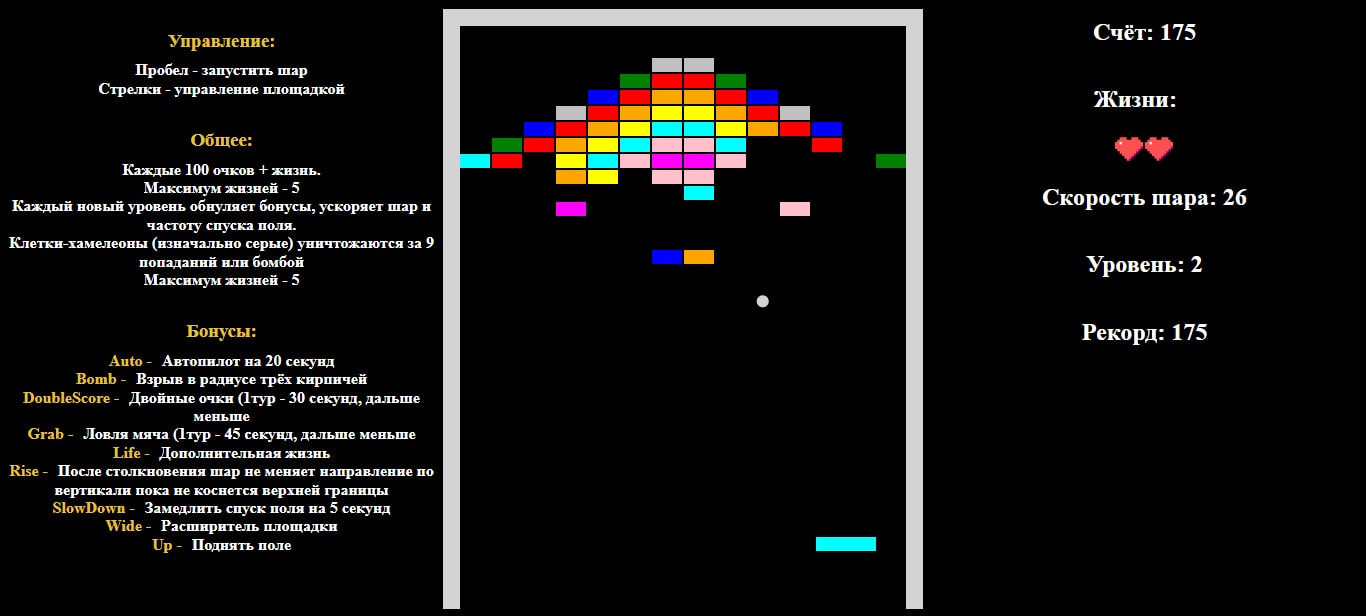 Управление:
Пробел - запустить шар
Стрелки - управление площадкой
Общее:
Каждые 100 очков + жизнь.
Максимум жизней - 5
Каждый новый уровень обнуляет бонусы, ускоряет шар и
частоту спуска поля.
Клетки-хамелеоны (изначально серые) уничтожаются за 9
попаданий или бомбой
Максимум жизней - 5
Бонусы:
Auto - Автопилот на 20 секунд
Bomb - Взрыв в радиусе трёх кирпичей
DoubleScore - Двойные очки (1тур - 30 секунд, дальше
меньше
Grab - Ловля мяча (1тур - 45 секунд, дальше меньше
Life - Дополнительная жизнь
Rise - После столкновения шар не меняет направление по
вертикали пока не коснется верхней границы
SlowDown - Замедлить спуск поля на 5 секунд
Wide - Расширитель площадки
Up - Поднять поле
Счёт: 175
Жизни:
Скорость шара: 26
Уровень: 2
Рекорд: 175